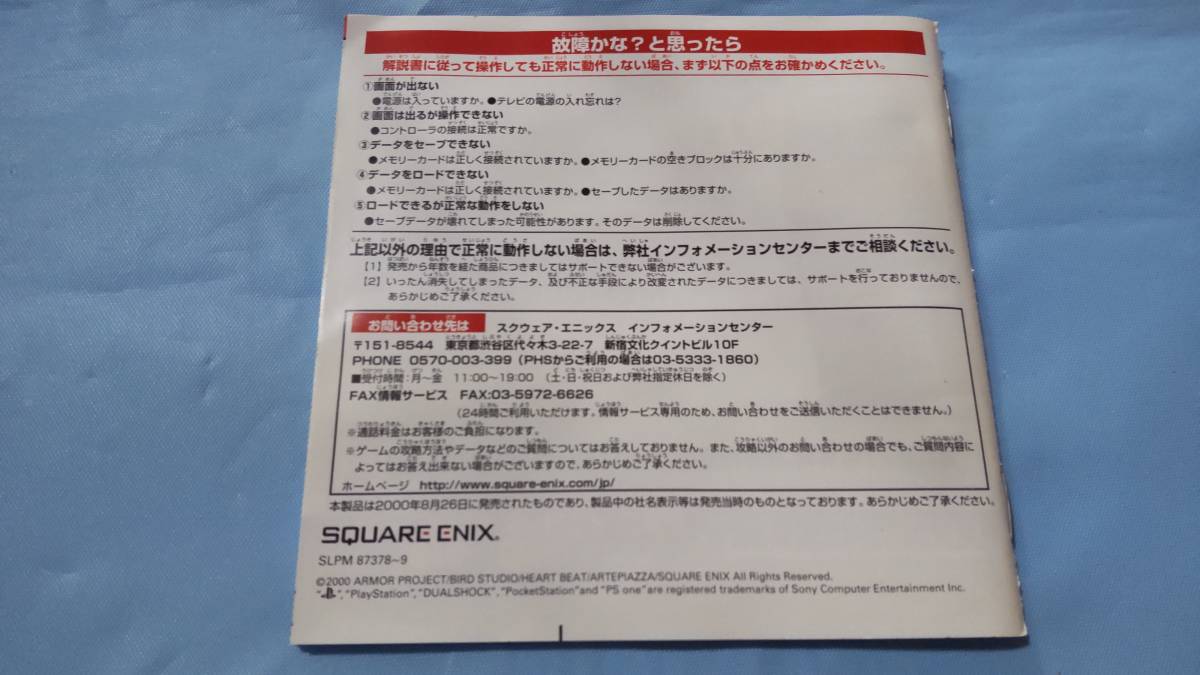 故障かな?と思ったら
解説書に従って操作しても正常に動作しない場合、まず以下の点をお確かめください。
①画面が出ない
●電源は入っていますか。●テレビの電源の入れ忘れは?
②画面は出るが操作できない
●コントローラの接続は正常ですか。
③データをセーブできない
●メモリーカードは正しく接続されていますか。●メモリーカードの空きブロックは十分にありますか。
④データをロードできない
●メモリーカードは正しく接続されていますか。●セーブしたデータはありますか。
⑤ロードできるが正常な動作をしない
●セーブデータが壊れてしまった可能性があります。そのデータは削除してください。
上記以外の理由で正常に動作しない場合は、弊社インフォメーションセンターまでご相談ください。
【1】発売から年数を経た商品につきましてはサポートできない場合がございます。
【2】いったん消失してしまったデータ、及び不正な手段により改変されたデータにつきましては、サポートを行っておりませんので、
あらかじめご了承ください。
お問い合わせ先は スクウェア・エニックス インフォメーションセンター
〒151-8544 東京都渋谷区代々木3-22-7 新宿文化クイントビル10F
PHONE 0570-003-399(PHSからご利用の場合は03-5333-1860)
■受付時間:月〜金 11:00〜19:00 (土・日・祝日および弊社指定休日を除く)
FAX情報サービス FAX:03-5972-6626
(24時間ご利用いただけます。情報サービス専用のため、お問い合わせをご送信いただくことはできません。)
※通話料金はお客様のご負担になります。
※ゲームの攻略方法やデータなどのご質問についてはお答えしておりません。また、攻略以外のお問い合わせの場合でも、ご質問内容に
よってはお答え出来ない場合がございますので、あらかじめご了承ください。
ホームページ http://www.square-enix.com/jp/
本製品は2000年8月26日に発売されたものであり、製品中の社名表示等は発売当時のものとなっております。あらかじめご了承ください。
SQUARE ENIX®
SLPM 87378~9
©2000 ARMOR PROJECT/BIRD STUDIO/HEART BEAT/ARTEPIAZZA/SQUARE ENIX All Rights Reserved.
" ", "PlayStation", "DUALSHOCK", "PocketStation" and "PS one" are registered trademarks of Sony Computer Entertainment Inc.